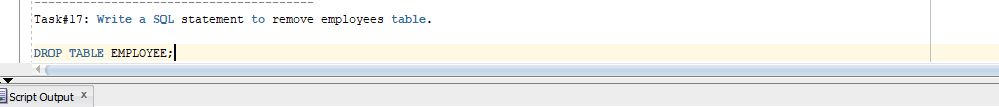 Task#17: Write a SQL statement to remove employees table.
DROP TABLE EMPLOYEE;
Script Output x